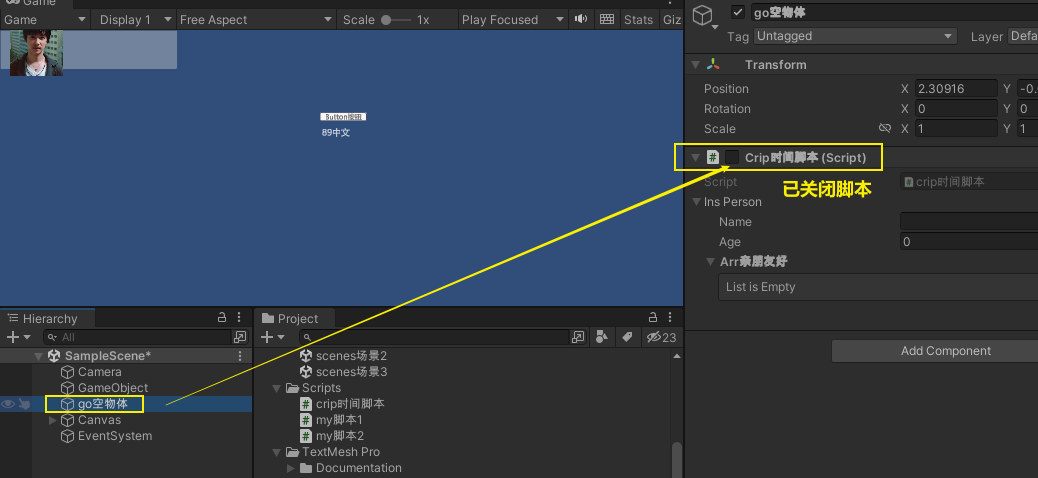 Game
Game Display 1 Free Aspect Scale 1x Play Focused Stats Giz
Button按钮
89中文
go空物体
Tag Untagged Layer Defa
Transform
Position X 2.30916 Y -0.
Rotation X 0 Y 0
Scale X 1 Y 1
# Crip时间脚本 (Script)
已关闭脚本
Script # crip时间脚本
Ins Person
Name
Age 0
Arr亲朋友好
List is Empty
Add Component
Hierarchy
All
SampleScene*
Camera
GameObject
go空物体
Canvas
EventSystem
Project
23
scenes场景2
scenes场景3
Scripts
# crip时间脚本
# my脚本1
# my脚本2
TextMesh Pro
Documentation